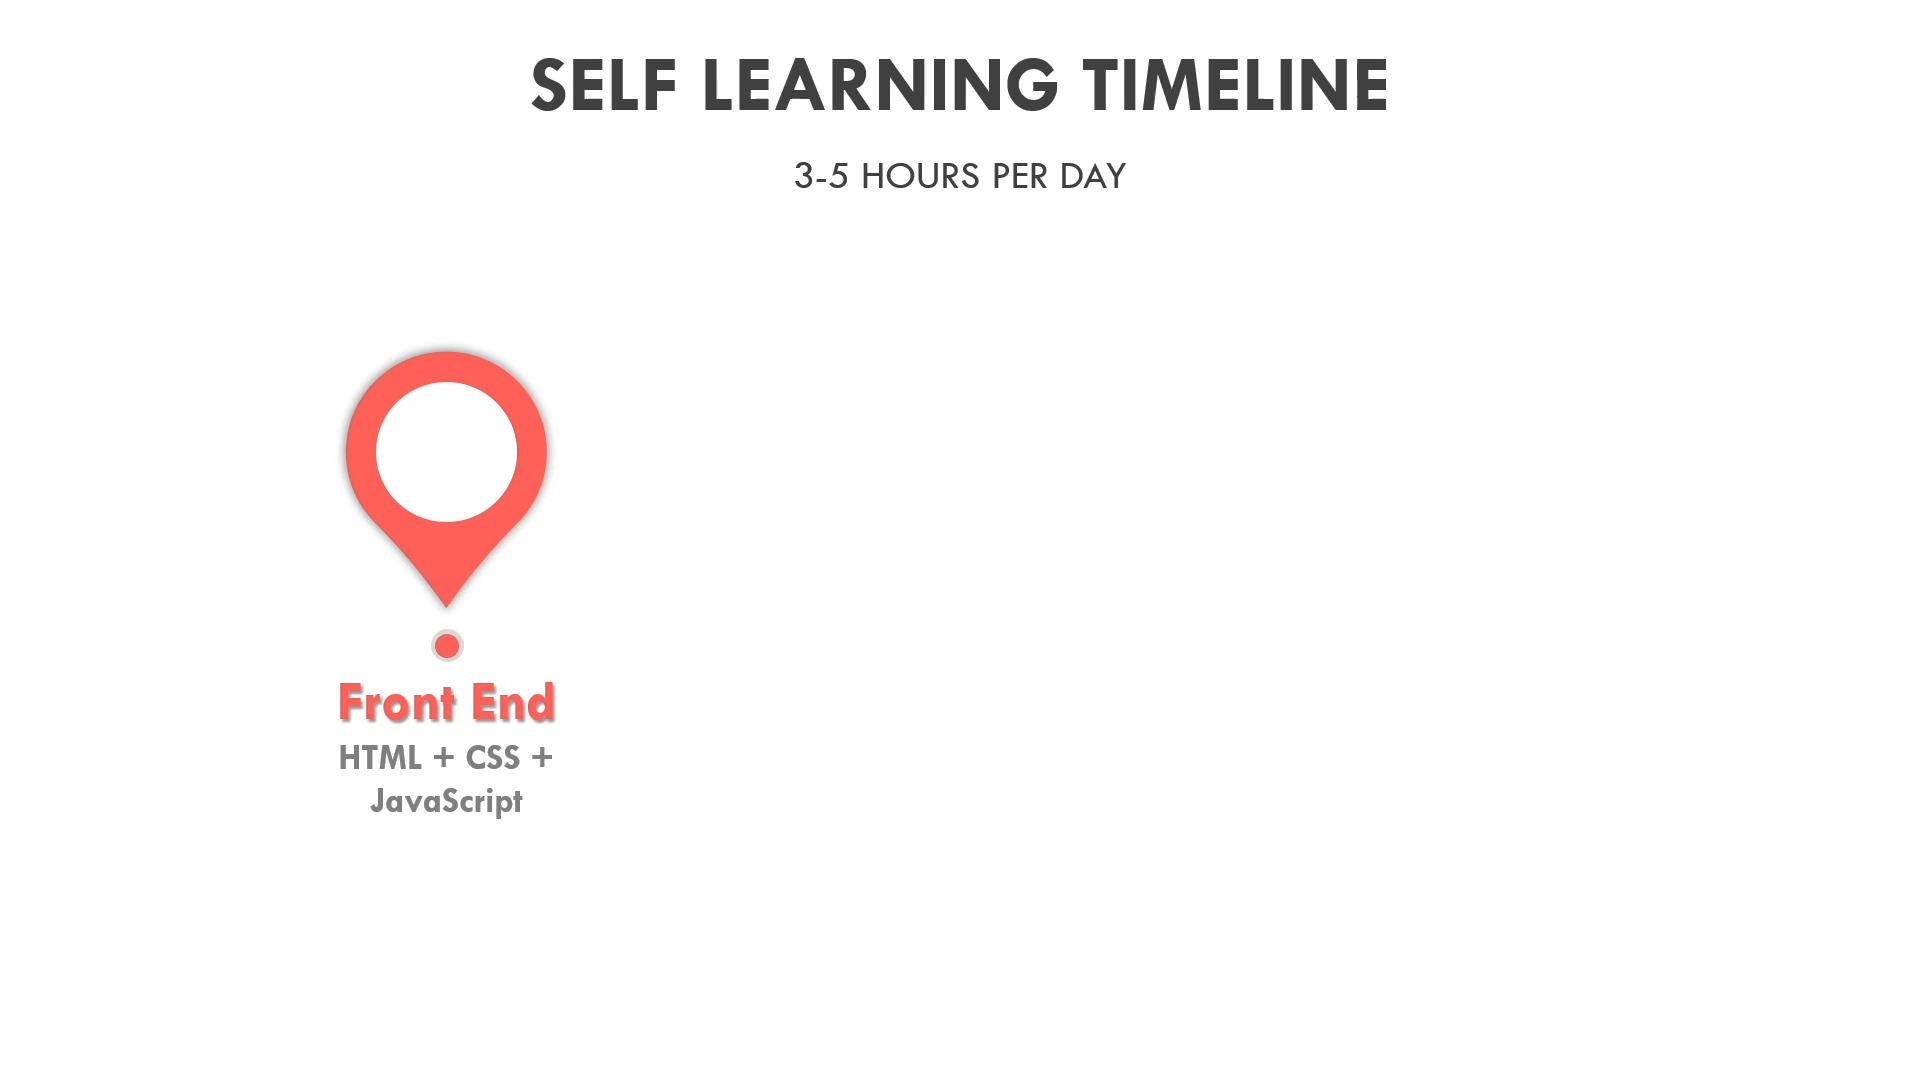 SELF LEARNING TIMELINE
3-5 HOURS PER DAY
Front End
HTML + CSS +
JavaScript